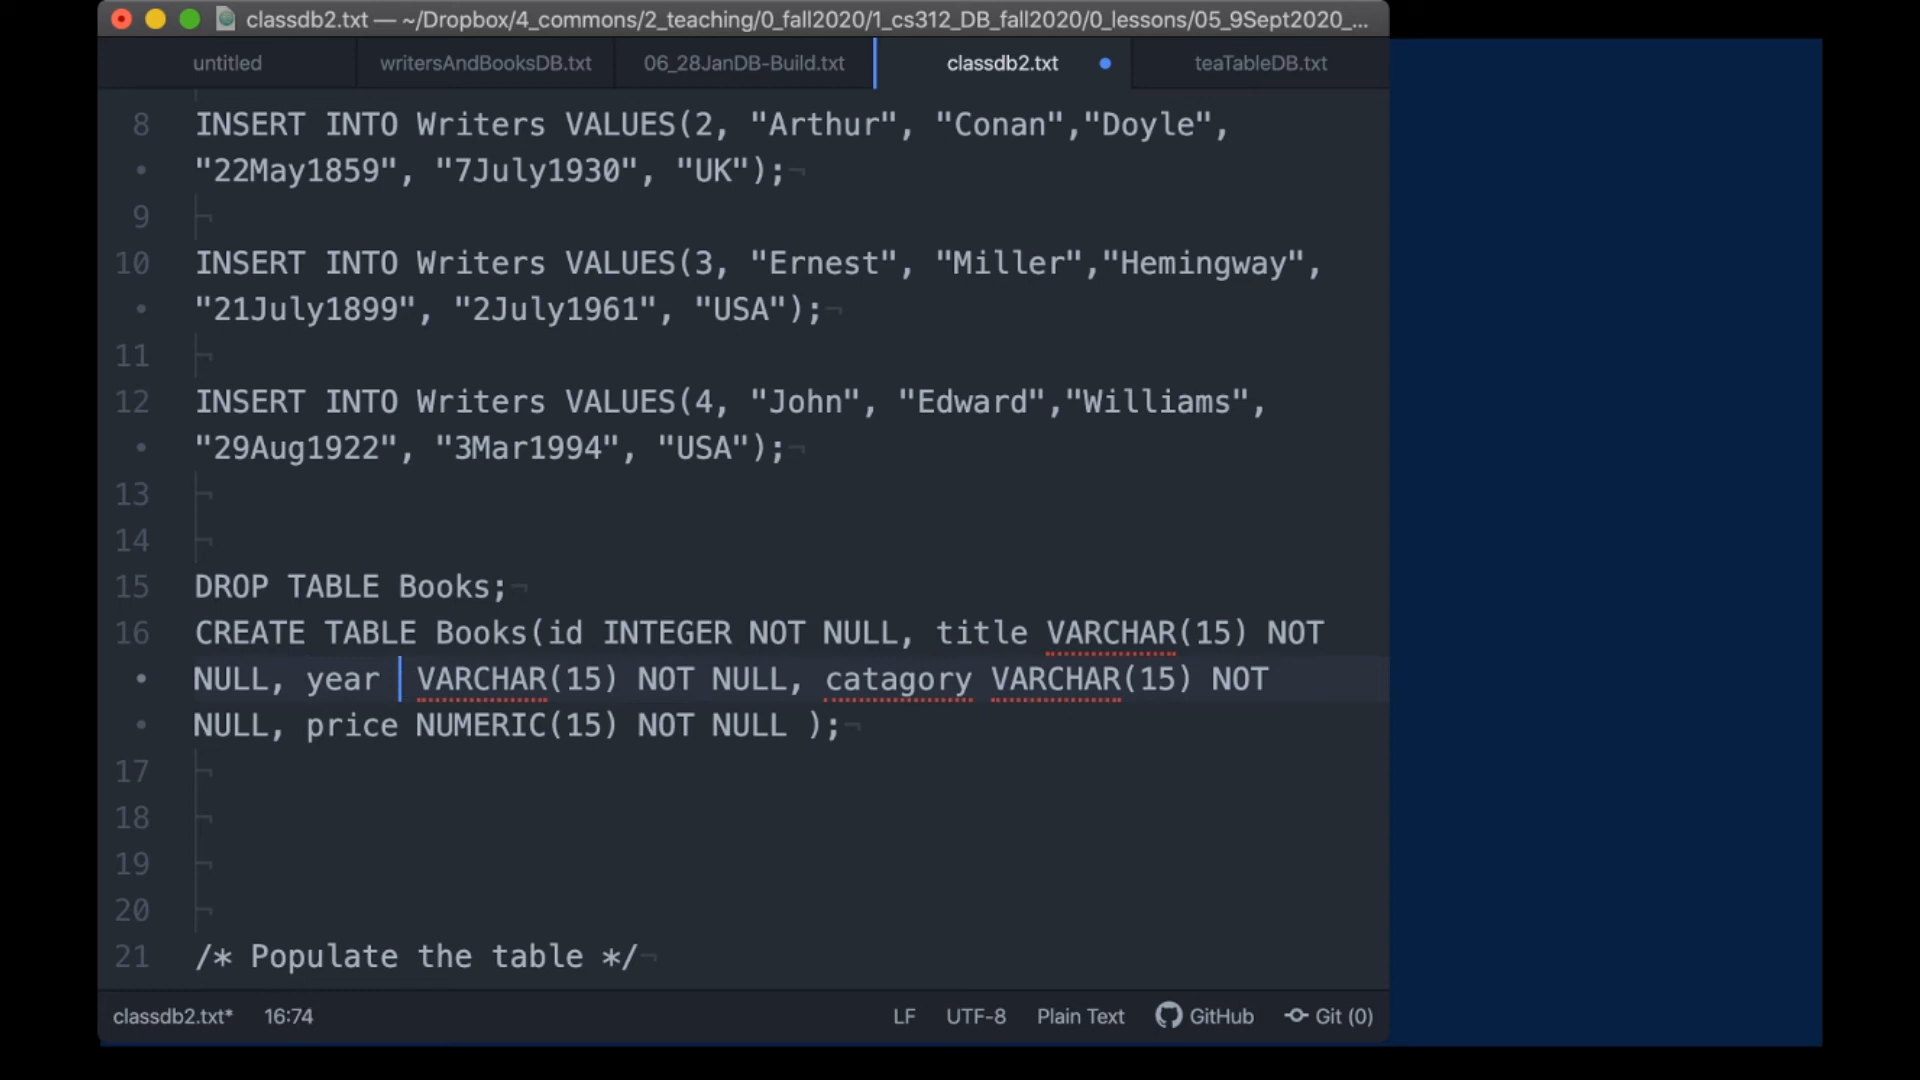 classdb2.txt — ~/Dropbox/4_commons/2_teaching/0_fall2020/1_cs312_DB_fall2020/0_lessons/05_9Sept2020_...
untitled writersAndBooksDB.txt 06_28JanDB-Build.txt classdb2.txt teaTableDB.txt
8 INSERT INTO Writers VALUES(2, "Arthur", "Conan","Doyle",
• "22May1859", "7July1930", "UK");¬
9 ¬
10 INSERT INTO Writers VALUES(3, "Ernest", "Miller","Hemingway",
• "21July1899", "2July1961", "USA");¬
11 ¬
12 INSERT INTO Writers VALUES(4, "John", "Edward","Williams",
• "29Aug1922", "3Mar1994", "USA");¬
13 ¬
14 ¬
15 DROP TABLE Books;¬
16 CREATE TABLE Books(id INTEGER NOT NULL, title VARCHAR(15) NOT
• NULL, year  VARCHAR(15) NOT NULL, catagory VARCHAR(15) NOT
• NULL, price NUMERIC(15) NOT NULL );¬
17 ¬
18 ¬
19 ¬
20 ¬
21 /* Populate the table */¬
classdb2.txt* 16:74 LF UTF-8 Plain Text GitHub Git (0)